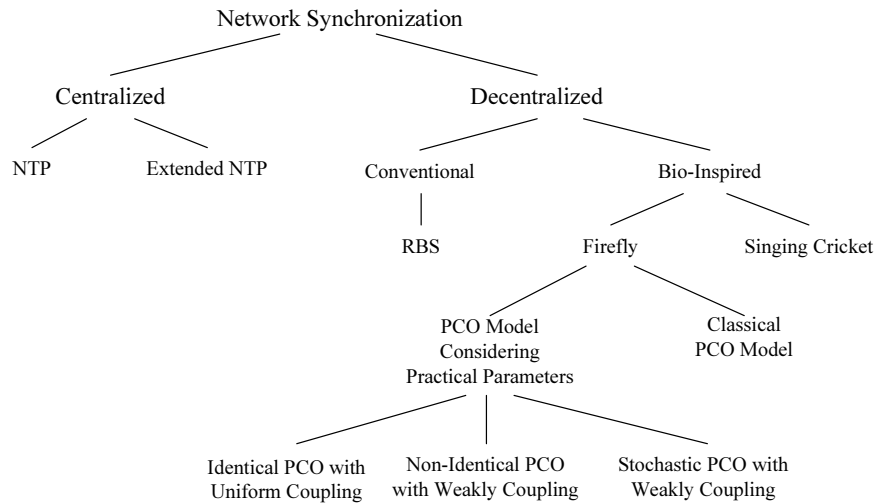 Network Synchronization
Centralized
Decentralized
NTP
Extended NTP
Conventional
Bio-Inspired
RBS
Firefly
Singing Cricket
PCO Model
Considering
Practical Parameters
Classical
PCO Model
Identical PCO with
Uniform Coupling
Non-Identical PCO
with Weakly Coupling
Stochastic PCO with
Weakly Coupling